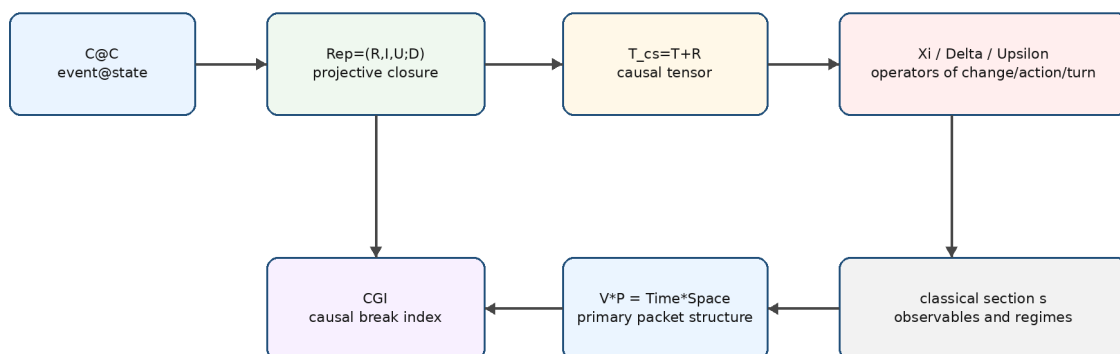 C@C
event@state
Rep=(R,I,U;D)
projective closure
T_cs=T+R
causal tensor
Xi / Delta / Upsilon
operators of change/action/turn
CGI
causal break index
V*P = Time*Space
primary packet structure
classical section s
observables and regimes